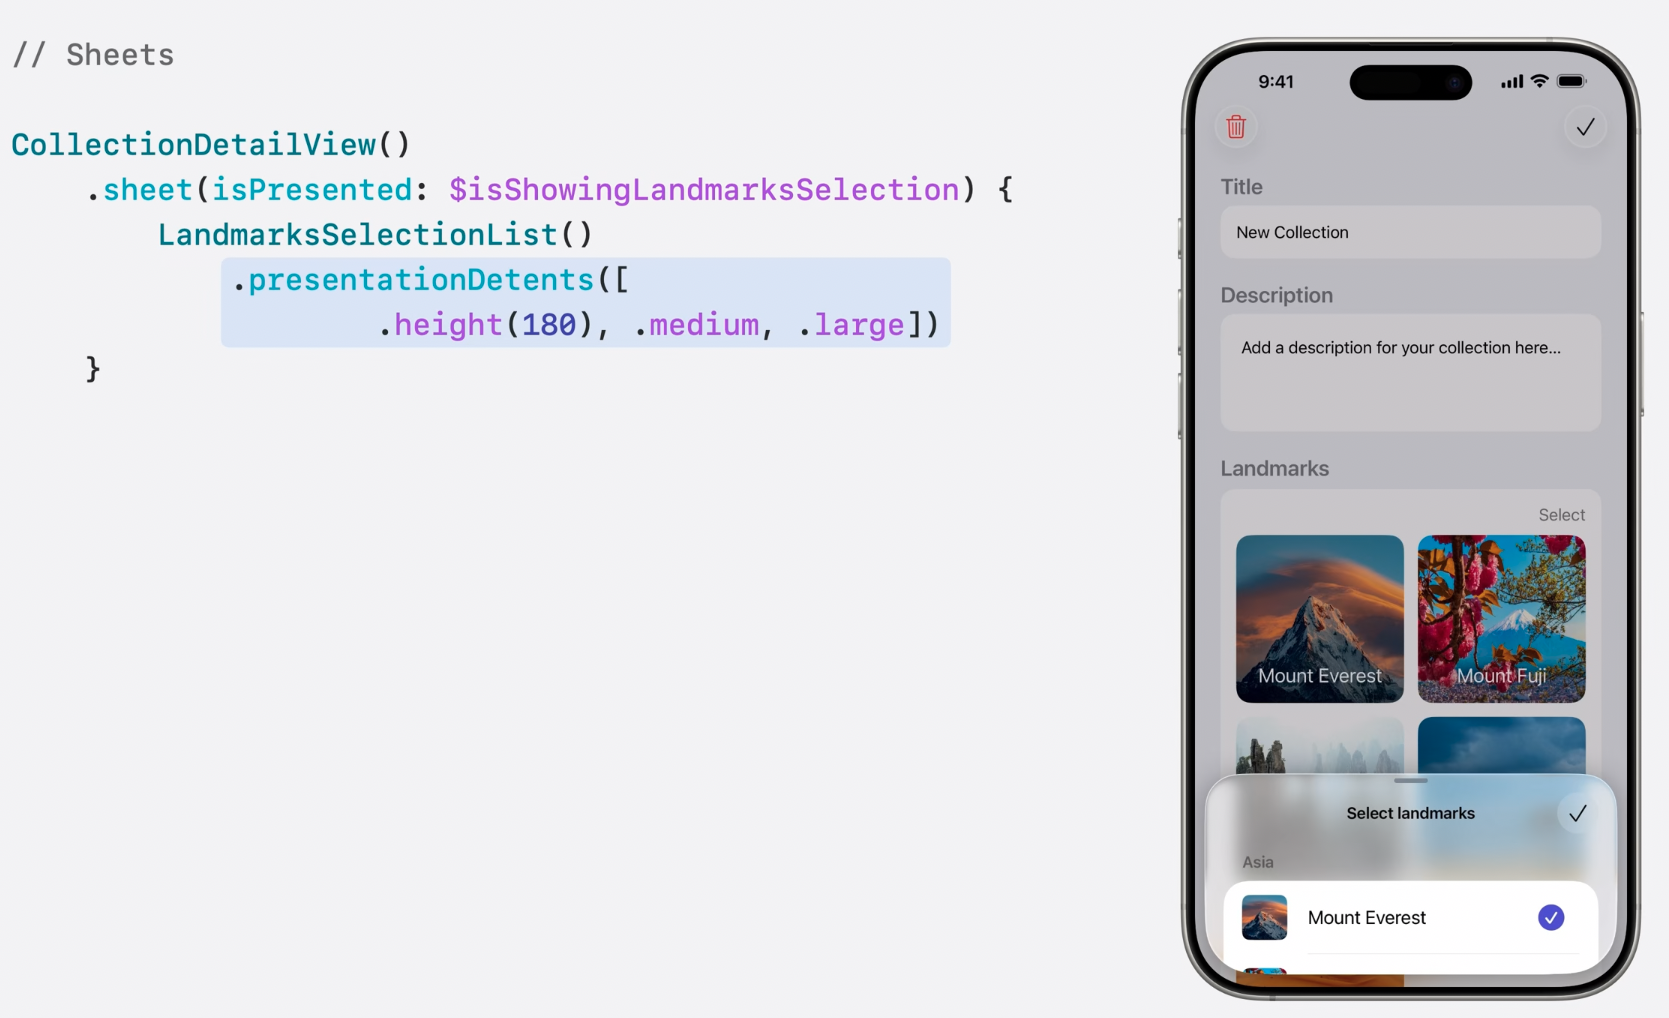 // Sheets
CollectionDetailView()
.sheet(isPresented: $isShowingLandmarksSelection) {
LandmarksSelectionList()
.presentationDetents([
.height(180), .medium, .large])
}
9:41
Title
New Collection
Description
Add a description for your collection here...
Landmarks
Select
Mount Everest
Mount Fuji
Select landmarks
Asia
Mount Everest